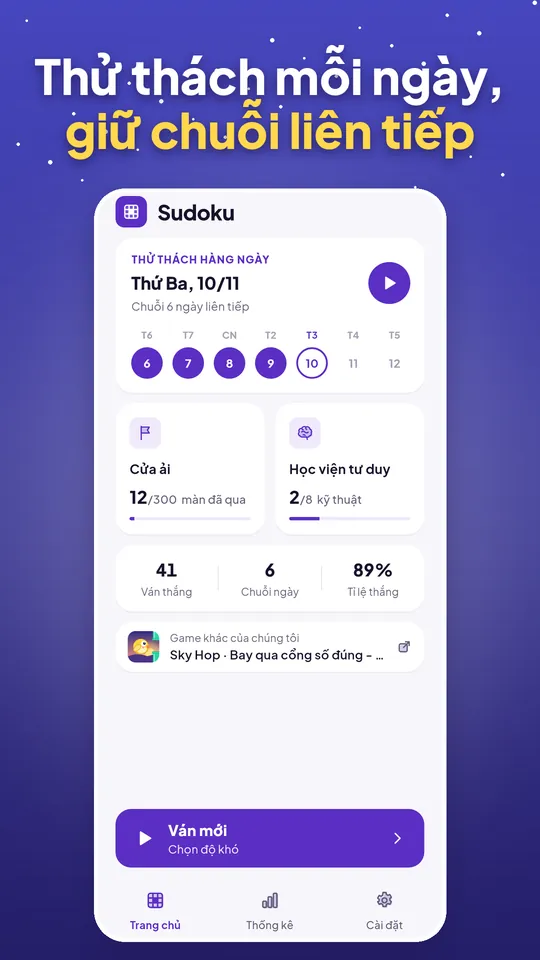 Thử thách mỗi ngày,
giữ chuỗi liên tiếp
Sudoku
THỬ THÁCH HÀNG NGÀY
Thứ Ba, 10/11
Chuỗi 6 ngày liên tiếp
T6 T7 CN T2 T3 T4 T5
6 7 8 9 10 11 12
Cửa ải
12/300 màn đã qua
Học viện tư duy
2/8 kỹ thuật
41 6 89%
Ván thắng Chuỗi ngày Tỉ lệ thắng
Game khác của chúng tôi
Sky Hop · Bay qua cổng số đúng – ...
Ván mới
Chọn độ khó
Trang chủ Thống kê Cài đặt